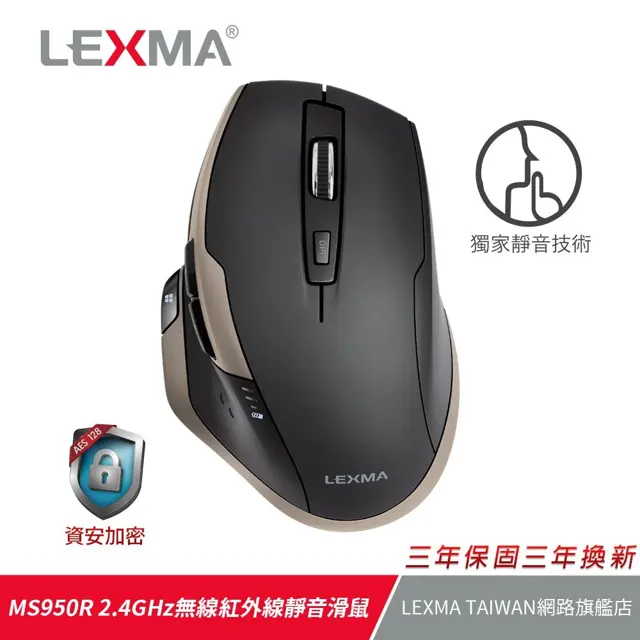 LEXMA®
獨家靜音技術
DPI
LEXMA
AES 128
資安加密
三年保固三年換新
MS950R 2.4GHz無線紅外線靜音滑鼠
LEXMA TAIWAN網路旗艦店